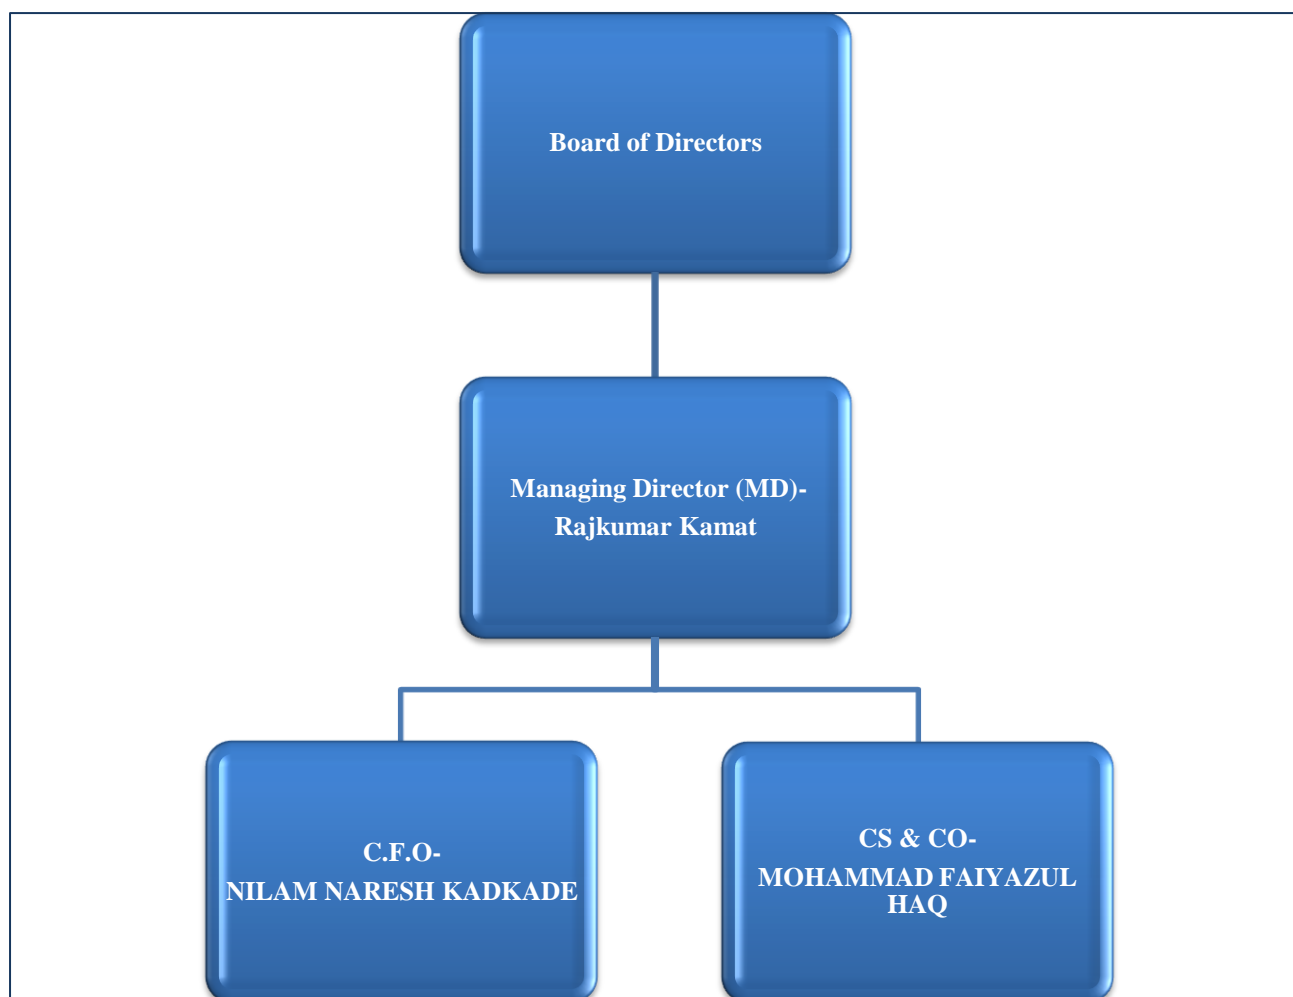 Board of Directors
Managing Director (MD)-
Rajkumar Kamat
C.F.O-
NILAM NARESH KADKADE
CS & CO-
MOHAMMAD FAIYAZUL
HAQ